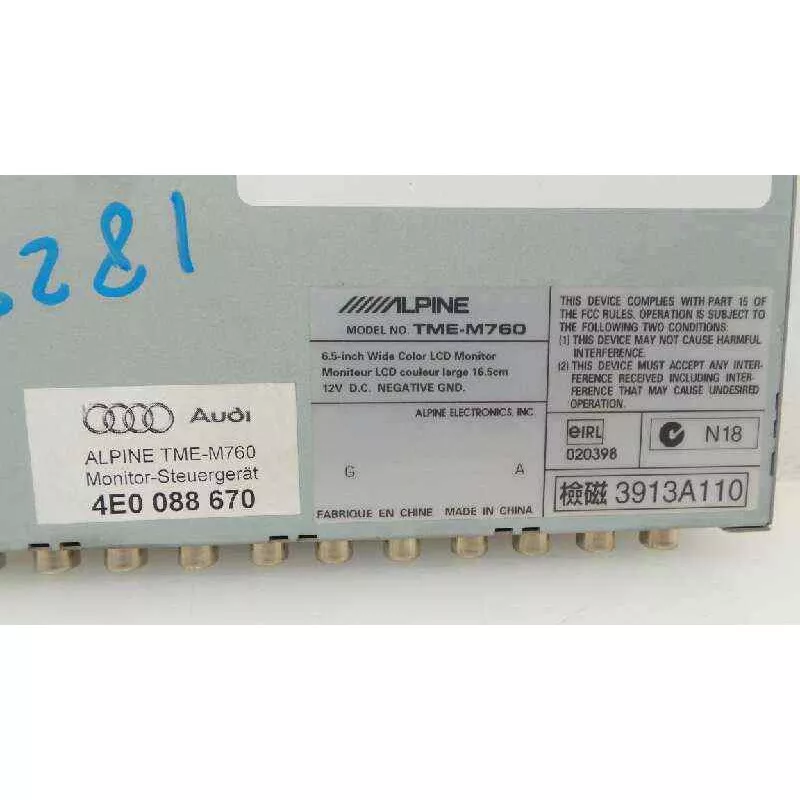 281
ALPINE
MODEL NO. TME-M760
6.5-inch Wide Color LCD Monitor
Moniteur LCD couleur large 16.5cm
12V D.C. NEGATIVE GND.
ALPINE ELECTRONICS, INC.
G A
FABRIQUE EN CHINE MADE IN CHINA
THIS DEVICE COMPLIES WITH PART 15 OF
THE FCC RULES. OPERATION IS SUBJECT TO
THE FOLLOWING TWO CONDITIONS:
(1) THIS DEVICE MAY NOT CAUSE HARMFUL
INTERFERENCE.
(2) THIS DEVICE MUST ACCEPT ANY INTER-
FERENCE RECEIVED INCLUDING INTER-
FERENCE THAT MAY CAUSE UNDESIRED
OPERATION.
eIRL
020398
N18
檢磁 3913A110
Audi
ALPINE TME-M760
Monitor-Steuergerät
4E0 088 670